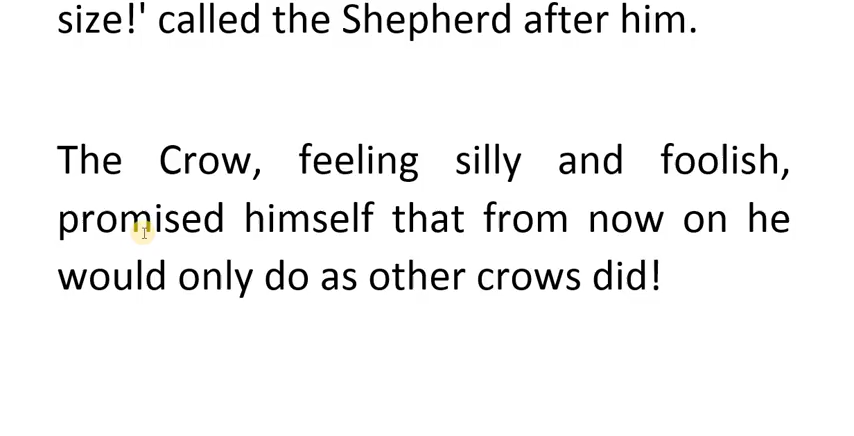 size!' called the Shepherd after him.
The Crow, feeling silly and foolish,
promised himself that from now on he
would only do as other crows did!